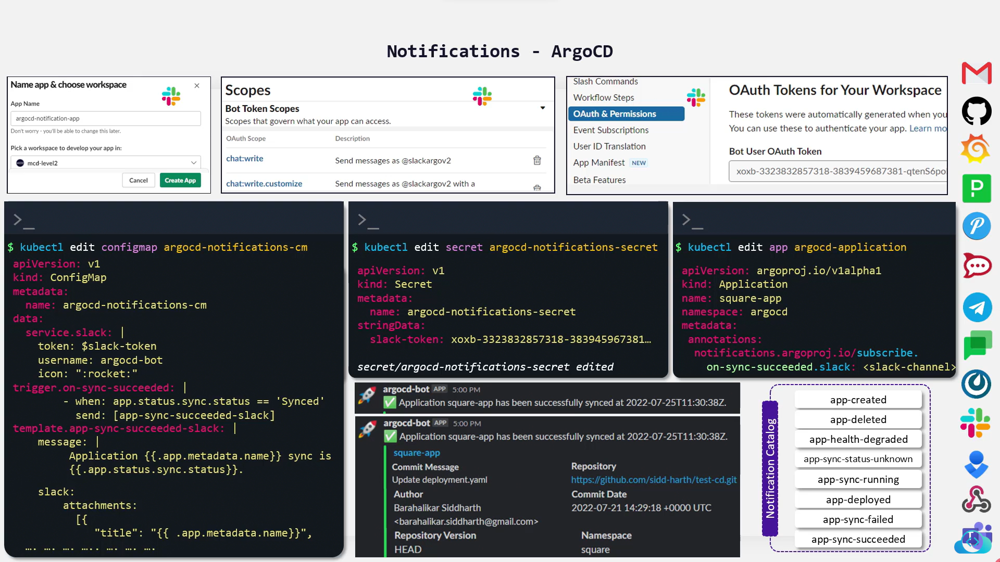 Notifications - ArgoCD
Name app & choose workspace
App Name
argocd-notification-app
Don't worry - you'll be able to change this later.
Pick a workspace to develop your app in:
mcd-level2
Cancel
Create App
Scopes
Bot Token Scopes
Scopes that govern what your app can access.
OAuth Scope Description
chat:write Send messages as @slackargov2
chat:write.customize Send messages as @slackargov2 with a
Slash Commands
Workflow Steps
OAuth & Permissions
Event Subscriptions
User ID Translation
App Manifest NEW
Beta Features
OAuth Tokens for Your Workspace
These tokens were automatically generated when you
You can use these to authenticate your app. Learn mo
Bot User OAuth Token
xoxb-3323832857318-3839459687381-qtenS6po
>_
$ kubectl edit configmap argocd-notifications-cm
apiVersion: v1
kind: ConfigMap
metadata:
name: argocd-notifications-cm
data:
service.slack: |
token: $slack-token
username: argocd-bot
icon: ":rocket:"
trigger.on-sync-succeeded: |
- when: app.status.sync.status == 'Synced'
send: [app-sync-succeeded-slack]
template.app-sync-succeeded-slack: |
message: |
Application {{.app.metadata.name}} sync is
{{.app.status.sync.status}}.
slack:
attachments:
[{
"title": "{{ .app.metadata.name}}",
…. …. …. ….. …. …. ….
>_
$ kubectl edit secret argocd-notifications-secret
apiVersion: v1
kind: Secret
metadata:
name: argocd-notifications-secret
stringData:
slack-token: xoxb-3323832857318-383945967381…
secret/argocd-notifications-secret edited
>_
$ kubectl edit app argocd-application
apiVersion: argoproj.io/v1alpha1
kind: Application
name: square-app
namespace: argocd
metadata:
annotations:
notifications.argoproj.io/subscribe.
on-sync-succeeded.slack: <slack-channel>
argocd-bot APP 5:00 PM
Application square-app has been successfully synced at 2022-07-25T11:30:38Z.
argocd-bot APP 5:00 PM
Application square-app has been successfully synced at 2022-07-25T11:30:38Z.
square-app
Commit Message Repository
Update deployment.yaml https://github.com/sidd-harth/test-cd.git
Author Commit Date
Barahalikar Siddharth 2022-07-21 14:29:18 +0000 UTC
<barahalikar.siddharth@gmail.com>
Repository Version Namespace
HEAD square
Notification Catalog
app-created
app-deleted
app-health-degraded
app-sync-status-unknown
app-sync-running
app-deployed
app-sync-failed
app-sync-succeeded